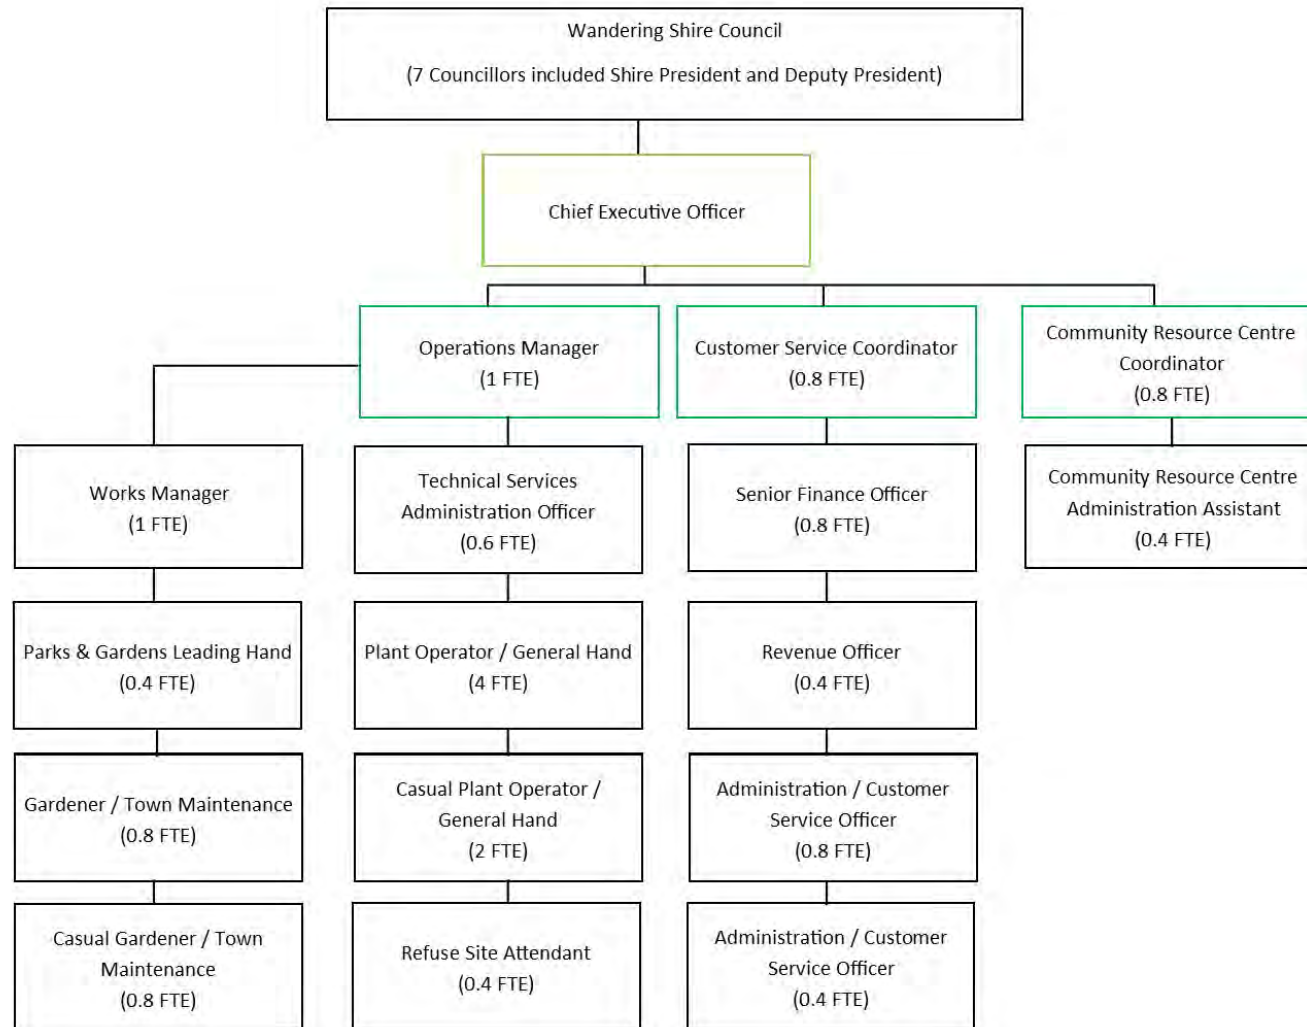 Wandering Shire Council
(7 Councillors included Shire President and Deputy President)
Chief Executive Officer
Operations Manager
(1 FTE)
Customer Service Coordinator
(0.8 FTE)
Community Resource Centre
Coordinator
(0.8 FTE)
Works Manager
(1 FTE)
Technical Services
Administration Officer
(0.6 FTE)
Senior Finance Officer
(0.8 FTE)
Community Resource Centre
Administration Assistant
(0.4 FTE)
Parks & Gardens Leading Hand
(0.4 FTE)
Plant Operator / General Hand
(4 FTE)
Revenue Officer
(0.4 FTE)
Gardener / Town Maintenance
(0.8 FTE)
Casual Plant Operator /
General Hand
(2 FTE)
Administration / Customer
Service Officer
(0.8 FTE)
Casual Gardener / Town
Maintenance
(0.8 FTE)
Refuse Site Attendant
(0.4 FTE)
Administration / Customer
Service Officer
(0.4 FTE)